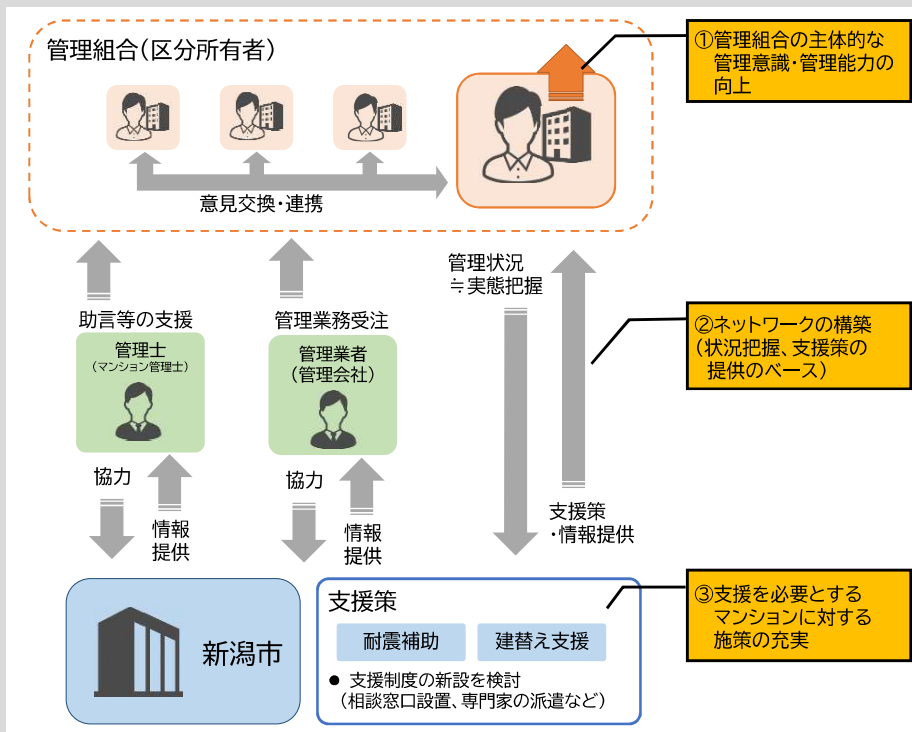 管理組合（区分所有者）
意見交換・連携
①管理組合の主体的な
管理意識・管理能力の
向上
助言等の支援
管理士
（マンション管理士）
協力
情報
提供
管理業務受注
管理業者
（管理会社）
協力
情報
提供
管理状況
≒実態把握
支援策
・情報提供
②ネットワークの構築
（状況把握、支援策の
提供のベース）
新潟市
支援策
耐震補助
建替え支援
● 支援制度の新設を検討
（相談窓口設置、専門家の派遣など）
③支援を必要とする
マンションに対する
施策の充実